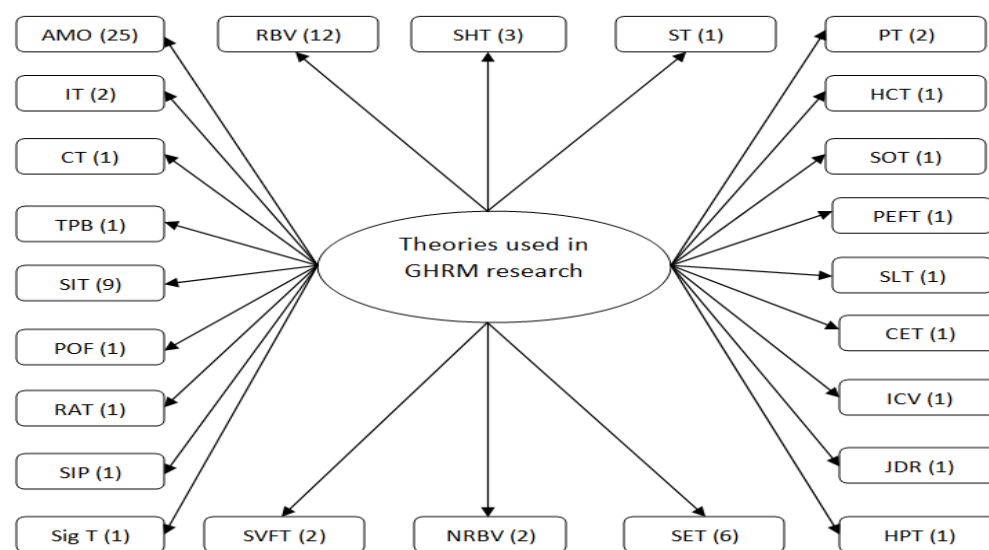 AMO (25)
RBV (12)
SHT (3)
ST (1)
PT (2)
IT (2)
HCT (1)
CT (1)
SOT (1)
TPB (1)
PEFT (1)
Theories used in
GHRM research
SIT (9)
SLT (1)
POF (1)
CET (1)
RAT (1)
ICV (1)
SIP (1)
JDR (1)
Sig T (1)
SVFT (2)
NRBV (2)
SET (6)
HPT (1)